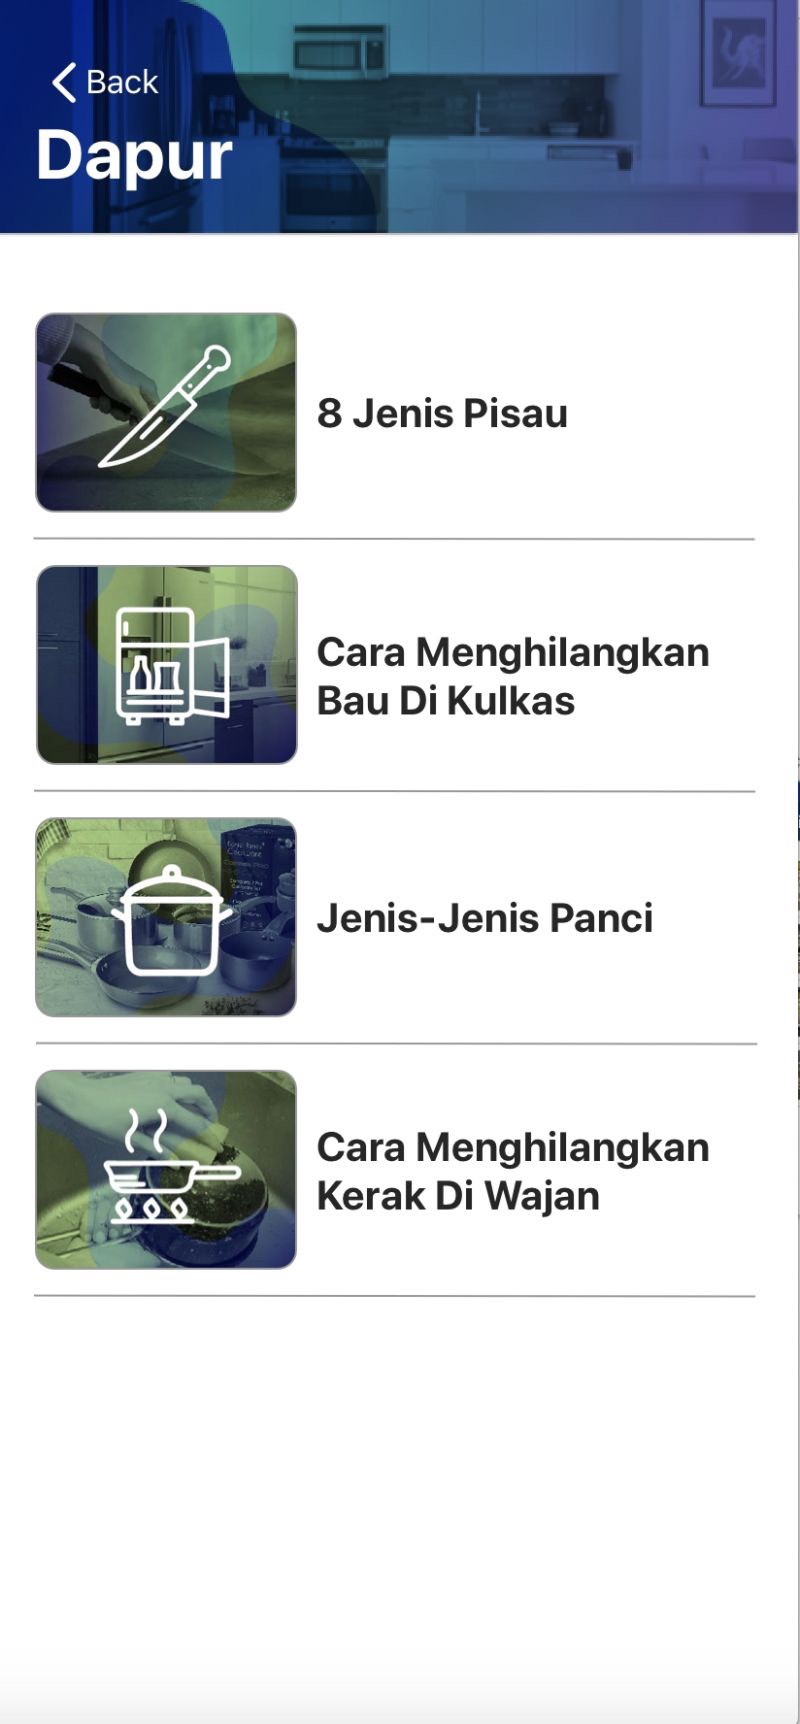 Back
Dapur
8 Jenis Pisau
Cara Menghilangkan
Bau Di Kulkas
Jenis-Jenis Panci
Cara Menghilangkan
Kerak Di Wajan